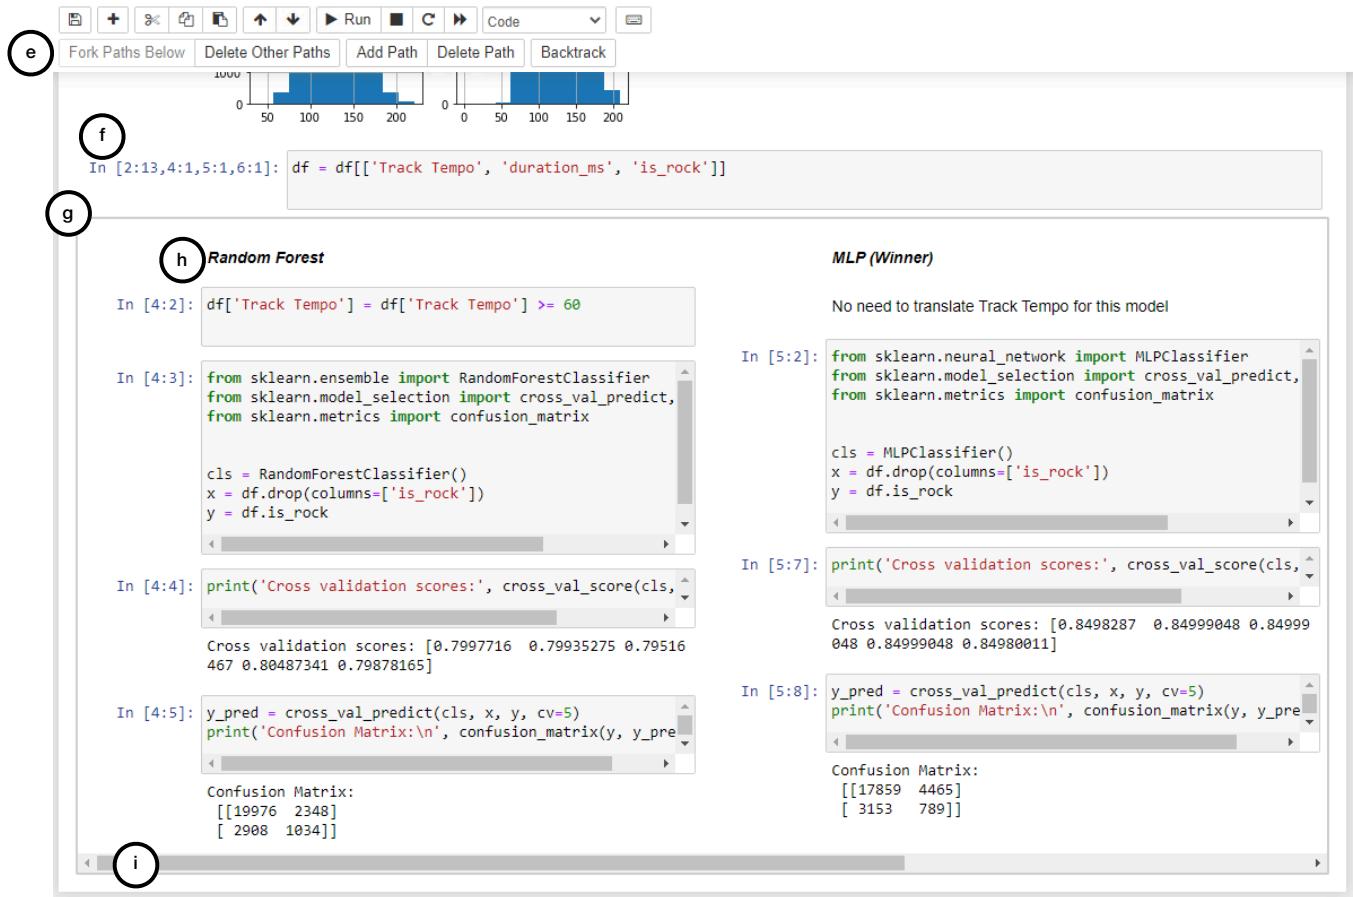 Run
Code
e
Fork Paths Below
Delete Other Paths
Add Path
Delete Path
Backtrack
1000
0
50 100 150 200
0
0 50 100 150 200
f
In [2:13,4:1,5:1,6:1]: df = df[['Track Tempo', 'duration_ms', 'is_rock']]
g
h
Random Forest
In [4:2]: df['Track Tempo'] = df['Track Tempo'] >= 60
In [4:3]: from sklearn.ensemble import RandomForestClassifier
from sklearn.model_selection import cross_val_predict,
from sklearn.metrics import confusion_matrix
cls = RandomForestClassifier()
x = df.drop(columns=['is_rock'])
y = df.is_rock
In [4:4]: print('Cross validation scores:', cross_val_score(cls,
Cross validation scores: [0.7997716  0.79935275 0.79516
467 0.80487341 0.79878165]
In [4:5]: y_pred = cross_val_predict(cls, x, y, cv=5)
print('Confusion Matrix:\n', confusion_matrix(y, y_pre
Confusion Matrix:
[[19976  2348]
[ 2908  1034]]
MLP (Winner)
No need to translate Track Tempo for this model
In [5:2]: from sklearn.neural_network import MLPClassifier
from sklearn.model_selection import cross_val_predict,
from sklearn.metrics import confusion_matrix
cls = MLPClassifier()
x = df.drop(columns=['is_rock'])
y = df.is_rock
In [5:7]: print('Cross validation scores:', cross_val_score(cls,
Cross validation scores: [0.8498287  0.84999048 0.84999
048 0.84999048 0.84980011]
In [5:8]: y_pred = cross_val_predict(cls, x, y, cv=5)
print('Confusion Matrix:\n', confusion_matrix(y, y_pre
Confusion Matrix:
[[17859  4465]
[ 3153   789]]
i